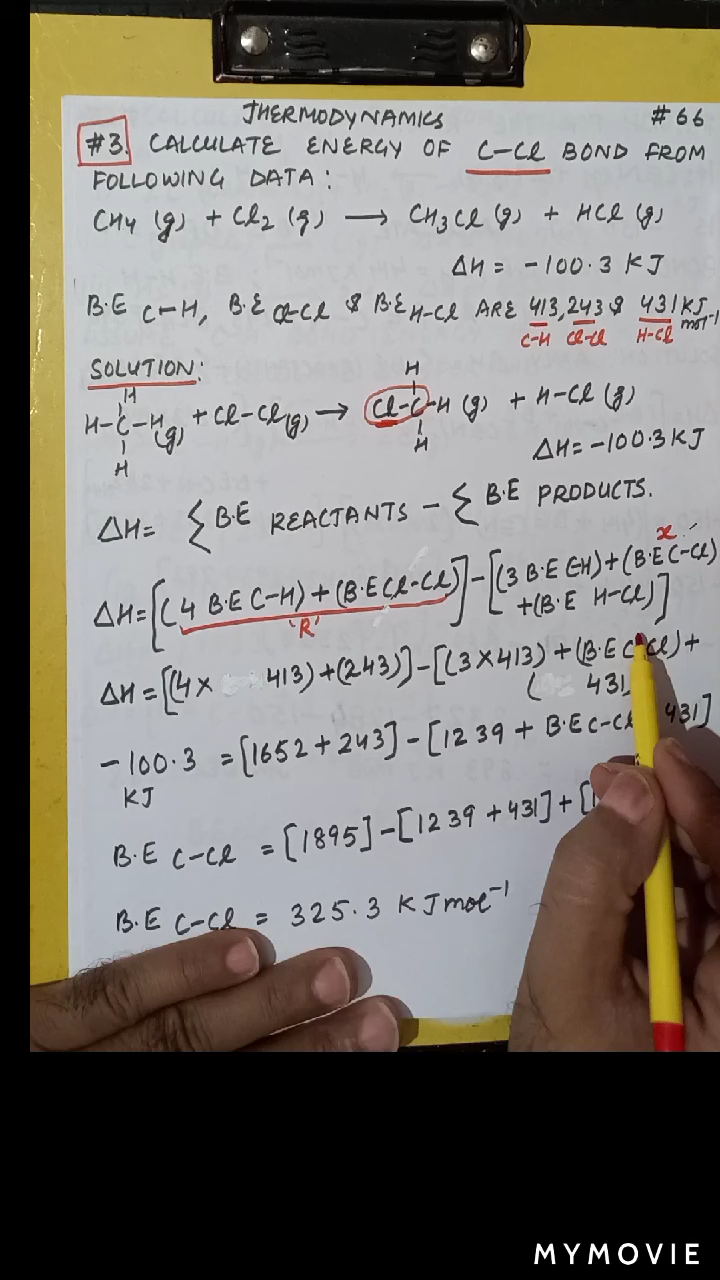 THERMODYNAMICS #66
#3. CALCULATE ENERGY OF C-Cl BOND FROM
FOLLOWING DATA:
CH4 (g) + Cl2 (g) → CH3Cl (g) + HCl (g)
ΔH = -100.3 KJ
B.E C-H, B.E Cl-Cl & B.E H-Cl ARE 413, 243 & 431 KJ mol⁻¹
C-H Cl-Cl H-Cl
SOLUTION:
H H
H-C-H (g) + Cl-Cl (g) → Cl-C-H (g) + H-Cl (g)
H H
ΔH = -100.3 KJ
ΔH = Σ B.E REACTANTS - Σ B.E PRODUCTS.
x
ΔH = [(4 B.E C-H) + (B.E Cl-Cl)] - [(3 B.E C-H) + (B.E C-Cl)
+ (B.E H-Cl)]
'R'
ΔH = [(4 × 413) + (243)] - [(3 × 413) + (B.E C-Cl) +
( 431
-100.3 = [1652 + 243] - [1239 + B.E C-Cl 431]
KJ
B.E C-Cl = [1895] - [1239 + 431] + [1
B.E C-Cl = 325.3 KJ mol⁻¹
MYMOVIE